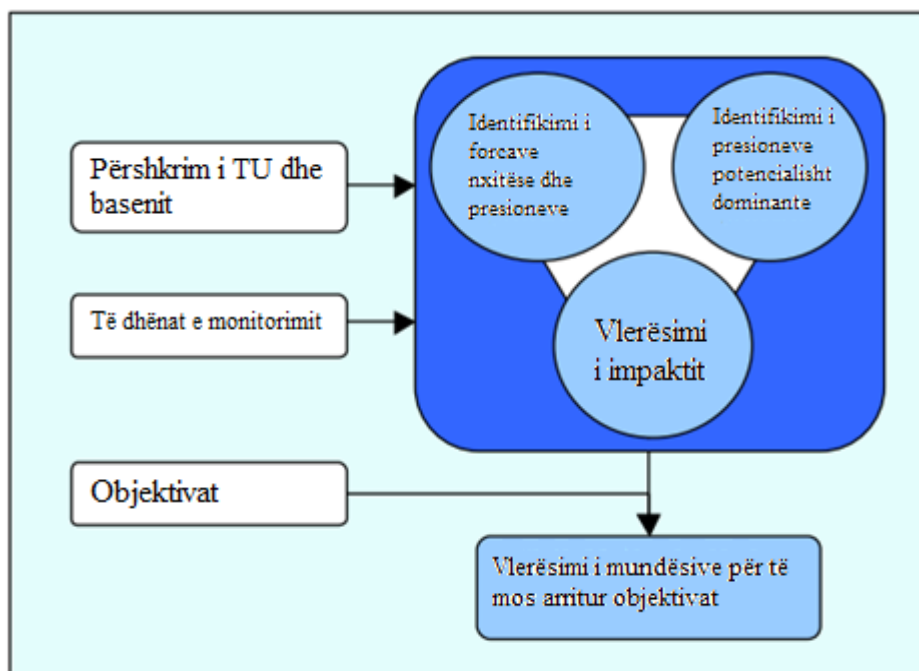 Përshkrim i TU dhe
basenit
Të dhënat e monitorimit
Objektivat
Identifikimi i
forcave
nxitëse dhe
presioneve
Identifikimi i
presioneve
potencialisht
dominante
Vlerësimi
i impaktit
Vlerësimi i mundësive për të
mos arritur objektivat